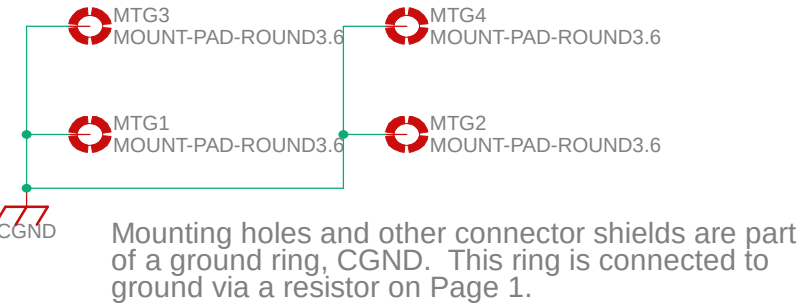 MTG3
MOUNT-PAD-ROUND3.6
MTG4
MOUNT-PAD-ROUND3.6
MTG1
MOUNT-PAD-ROUND3.6
MTG2
MOUNT-PAD-ROUND3.6
CGND
Mounting holes and other connector shields are part
of a ground ring, CGND.  This ring is connected to
ground via a resistor on Page 1.